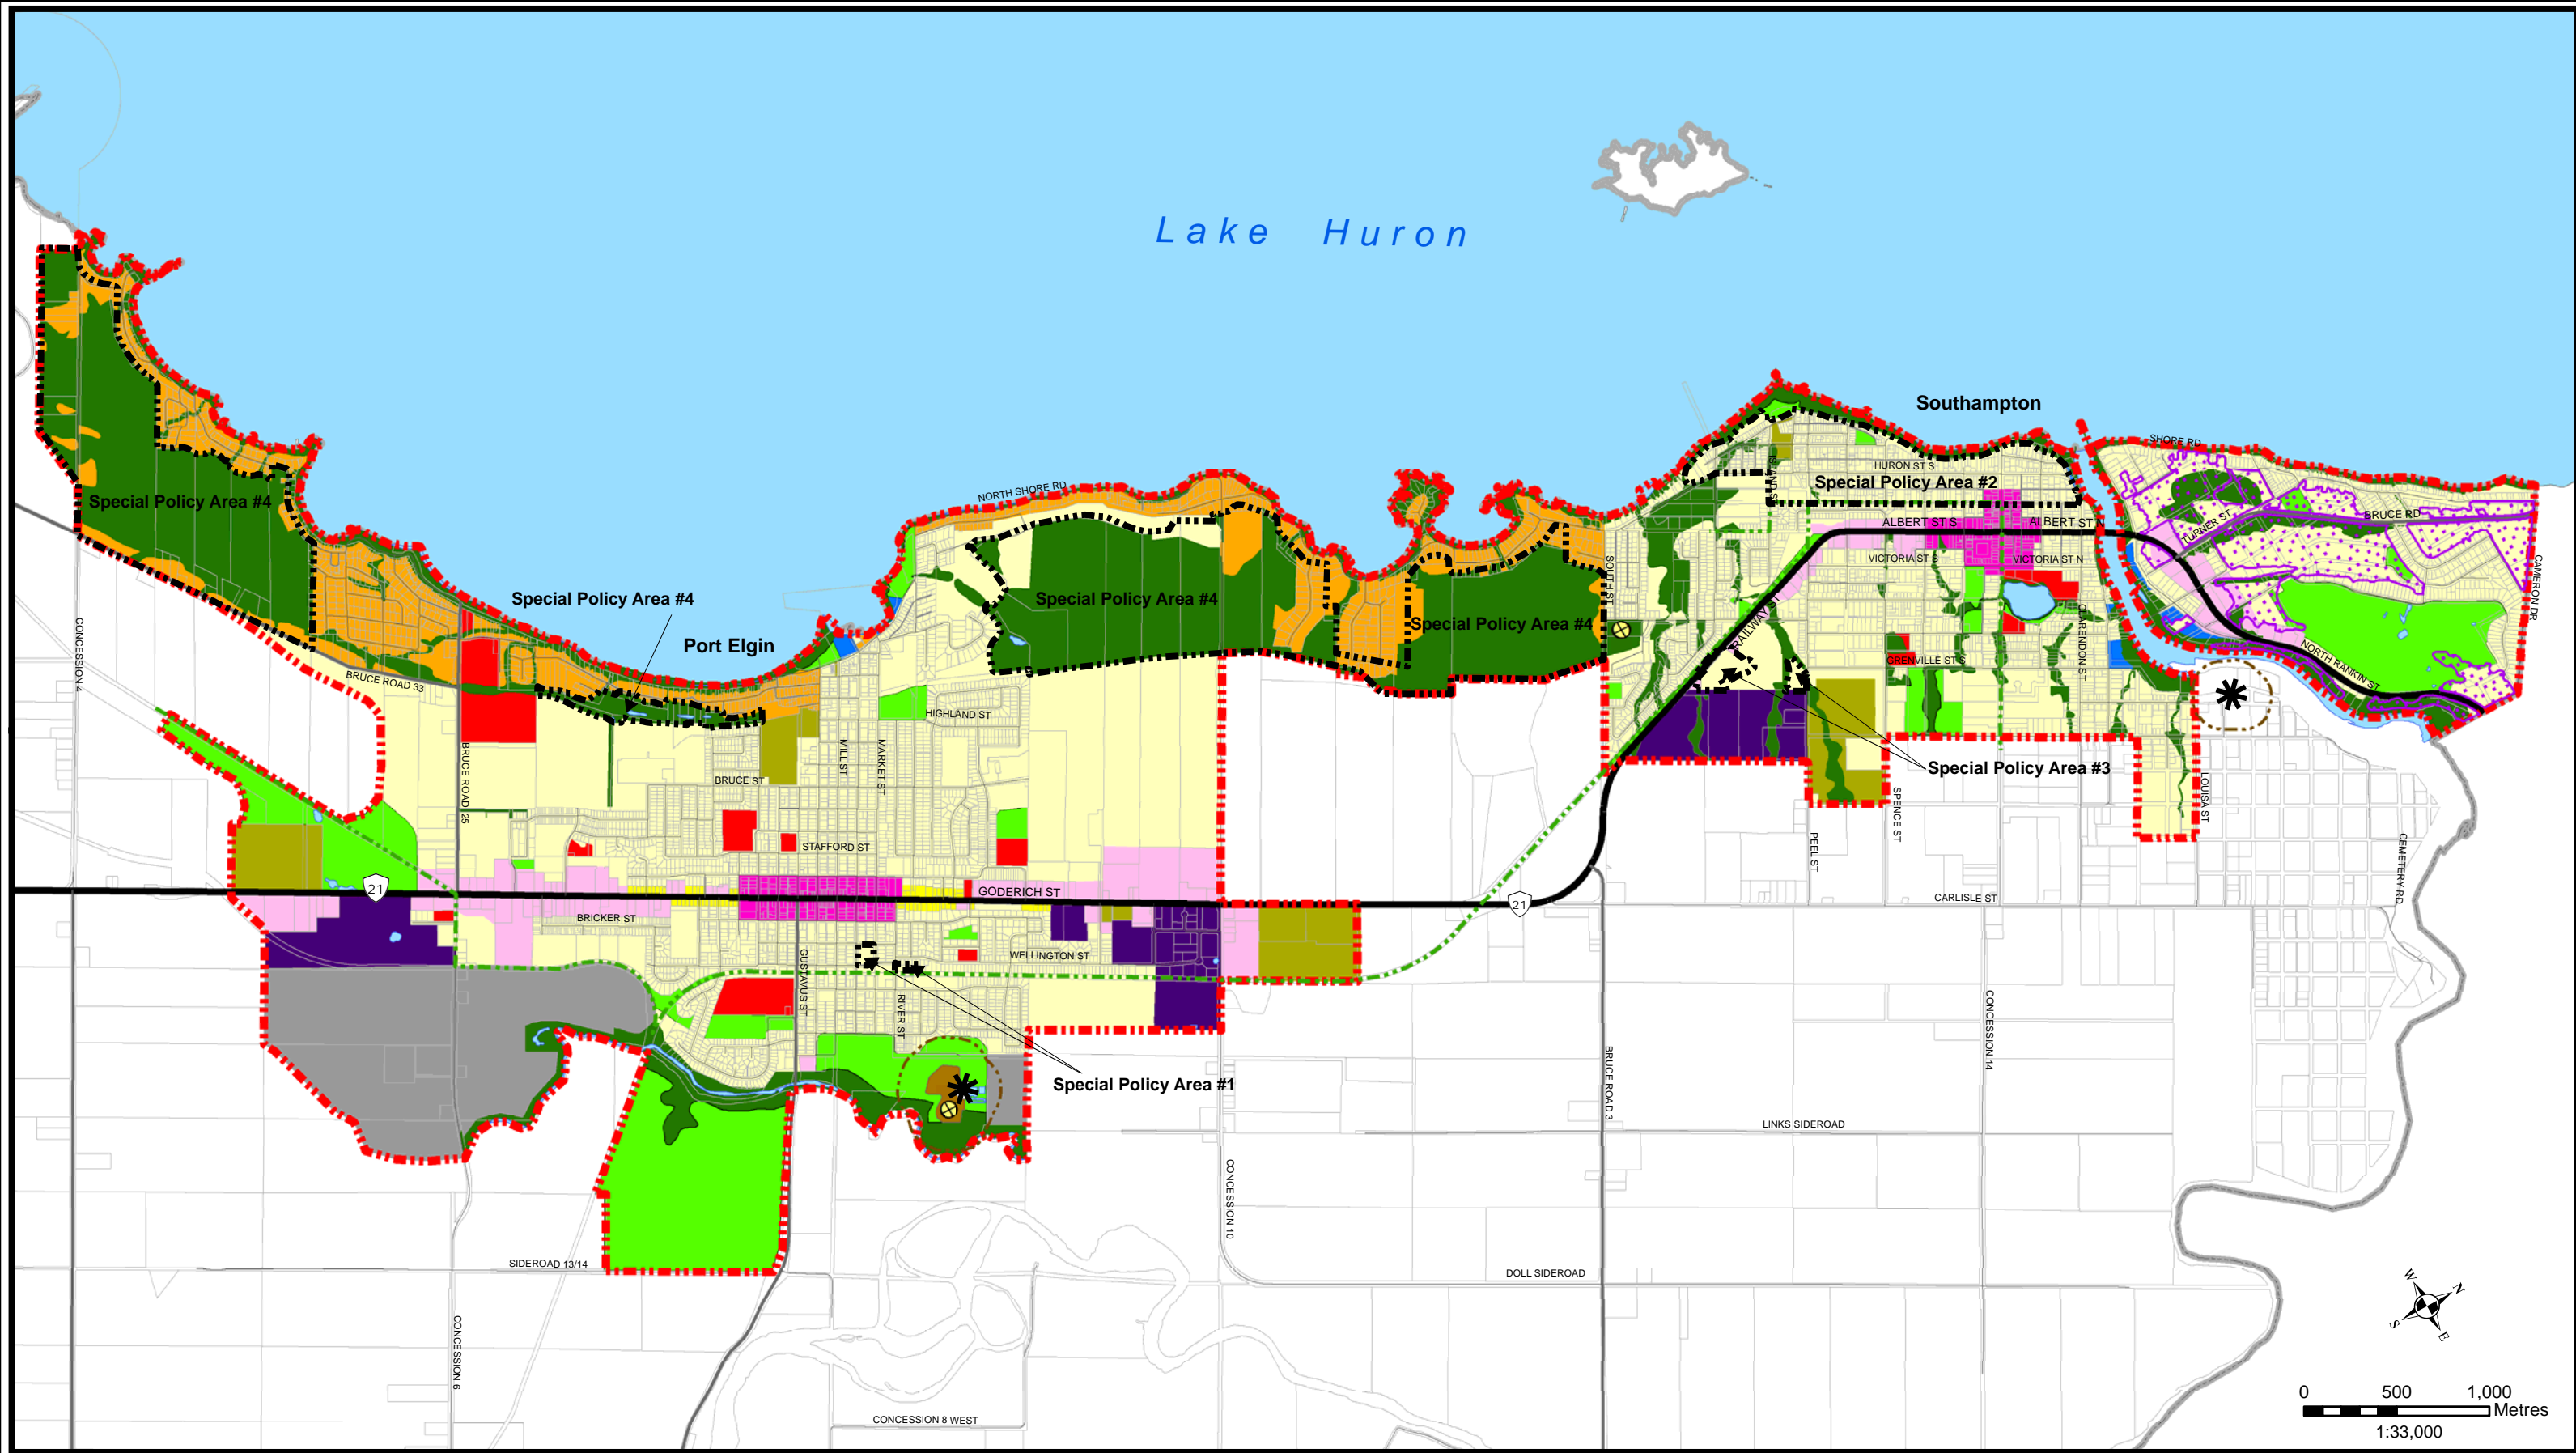 Lake Huron
Southampton
SHORE RD
HURON ST S
ISLAND ST
Special Policy Area #2
NORTH SHORE RD
Special Policy Area #4
ALBERT ST S
ALBERT ST N
TURNER ST
BRUCE RD
VICTORIA ST S
VICTORIA ST N
CAMERON DR
SOUTH ST
Special Policy Area #4
Special Policy Area #4
Special Policy Area #4
RAILWAY ST
CLARENDON ST
Port Elgin
CONCESSION 4
BRUCE ROAD 33
GRENVILLE ST S
NORTH RANKIN ST
HIGHLAND ST
MILL ST
MARKET ST
BRUCE ST
BRUCE ROAD 25
Special Policy Area #3
LOUISA ST
SPENCE ST
PEEL ST
CEMETERY RD
STAFFORD ST
21
GODERICH ST
21
CARLISLE ST
BRICKER ST
WELLINGTON ST
GUSTAVUS ST
RIVER ST
CONCESSION 14
BRUCE ROAD 3
Special Policy Area #1
LINKS SIDEROAD
CONCESSION 10
SIDEROAD 13/14
DOLL SIDEROAD
W
N
S
E
CONCESSION 6
0 500 1,000
Metres
1:33,000
CONCESSION 8 WEST